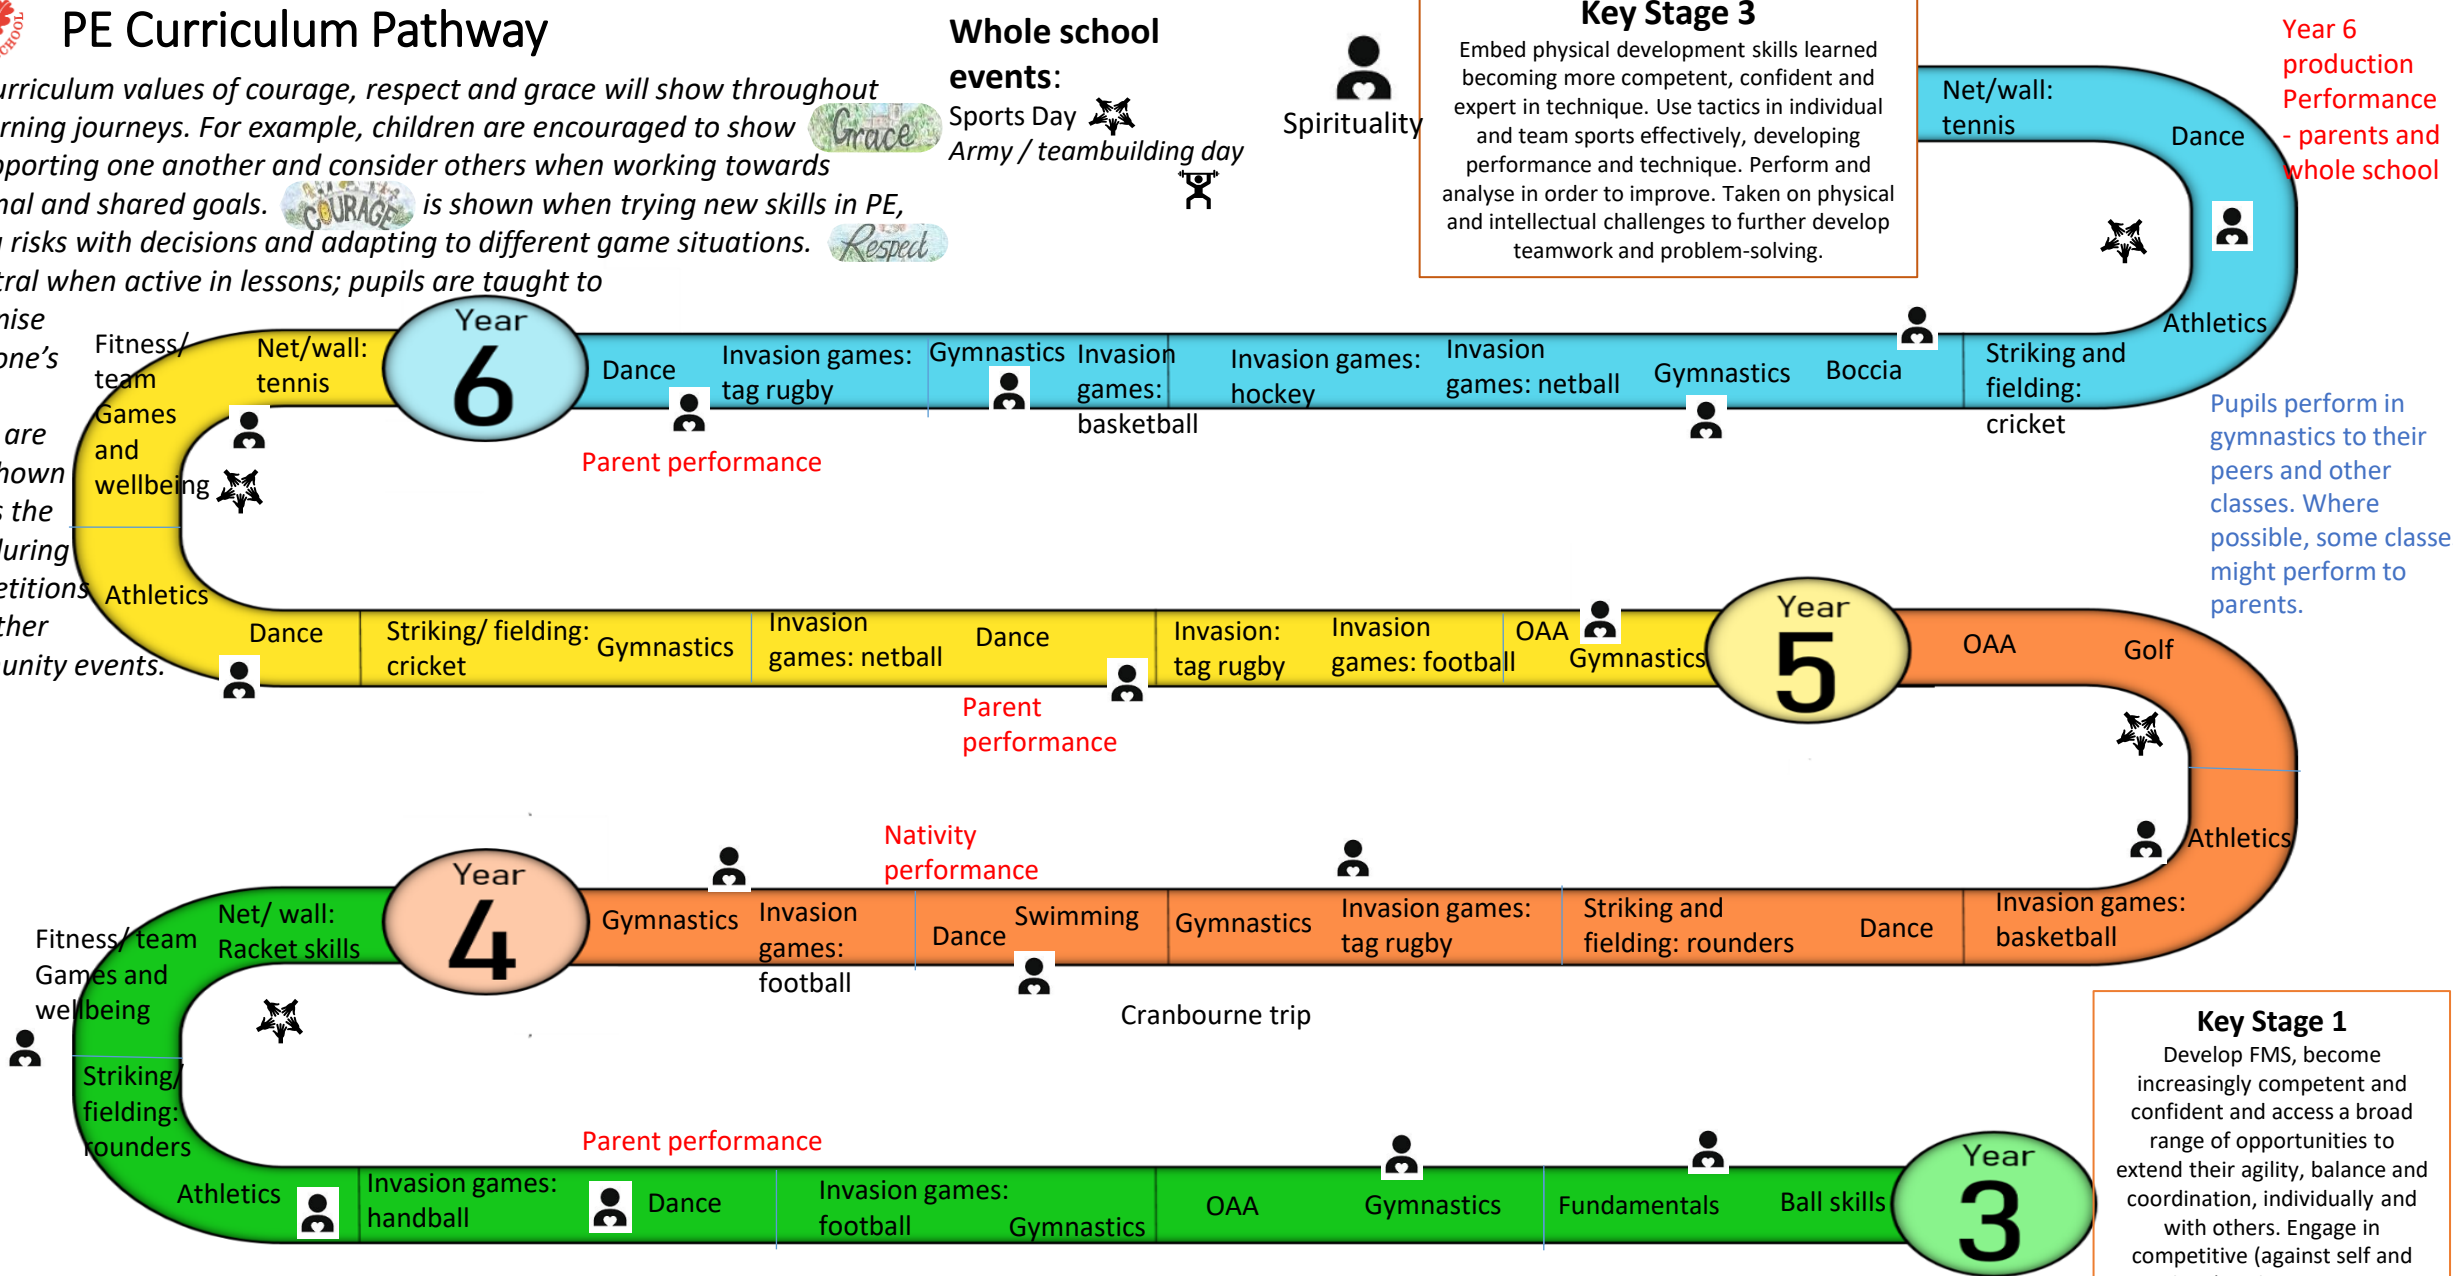 PE Curriculum Pathway
urriculum values of courage, respect and grace will show throughout
rning journeys. For example, children are encouraged to show Grace
pporting one another and consider others when working towards
nal and shared goals. COURAGE is shown when trying new skills in PE,
risks with decisions and adapting to different game situations. Respect
tral when active in lessons; pupils are taught to
nise
one's
are
hown
s the
during
etitions
ther
unity events.
Whole school
events:
Sports Day
Army / teambuilding day
Spirituality
Key Stage 3
Embed physical development skills learned
becoming more competent, confident and
expert in technique. Use tactics in individual
and team sports effectively, developing
performance and technique. Perform and
analyse in order to improve. Taken on physical
and intellectual challenges to further develop
teamwork and problem-solving.
Net/wall:
tennis
Dance
Year 6
production
Performance
- parents and
whole school
Athletics
Fitness/
team
Games
and
wellbeing
Net/wall:
tennis
Year
6
Dance
Invasion games:
tag rugby
Gymnastics
Invasion
games:
basketball
Invasion games:
hockey
Invasion
games: netball
Gymnastics
Boccia
Striking and
fielding:
cricket
Parent performance
Pupils perform in
gymnastics to their
peers and other
classes. Where
possible, some classe
might perform to
parents.
Athletics
Dance
Striking/ fielding:
cricket
Gymnastics
Invasion
games: netball
Dance
Invasion:
tag rugby
Invasion
games: football
OAA
Gymnastics
Year
5
OAA
Golf
Parent
performance
Nativity
performance
Athletics
Fitness/ team
Games and
wellbeing
Net/ wall:
Racket skills
Year
4
Gymnastics
Invasion
games:
football
Dance
Swimming
Gymnastics
Invasion games:
tag rugby
Striking and
fielding: rounders
Dance
Invasion games:
basketball
Cranbourne trip
Striking/
fielding:
rounders
Parent performance
Athletics
Invasion games:
handball
Dance
Invasion games:
football
Gymnastics
OAA
Gymnastics
Fundamentals
Ball skills
Year
3
Key Stage 1
Develop FMS, become
increasingly competent and
confident and access a broad
range of opportunities to
extend their agility, balance and
coordination, individually and
with others. Engage in
competitive (against self and